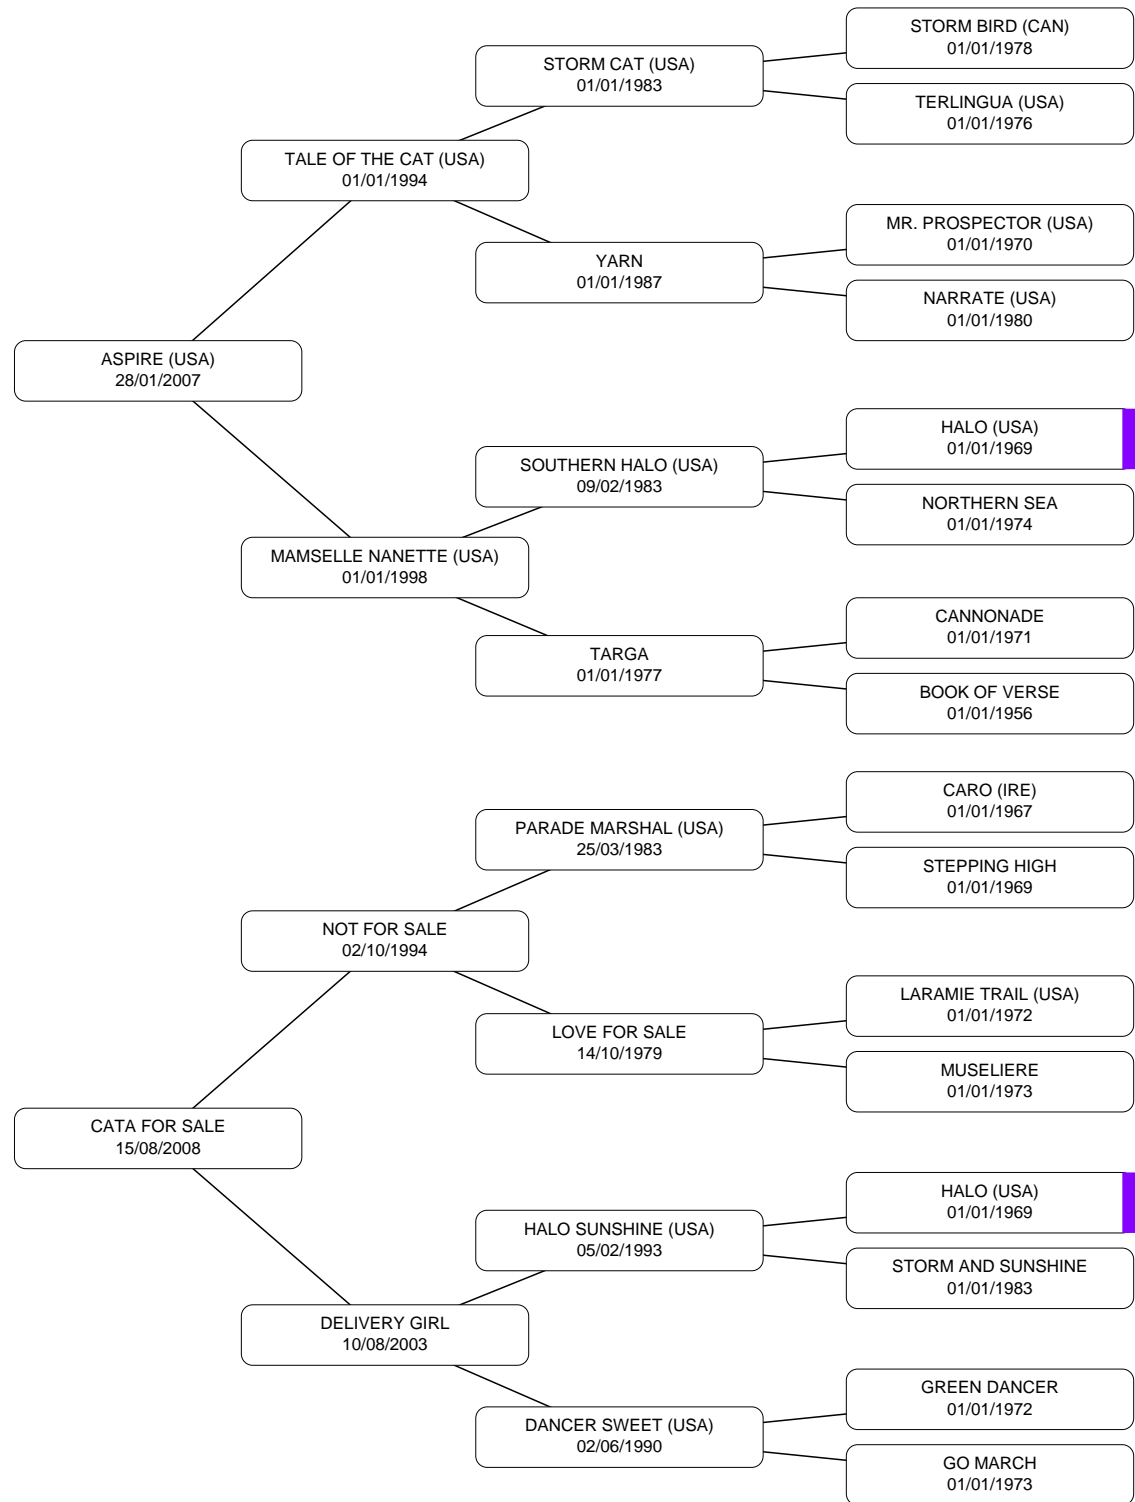 STORM BIRD (CAN)
01/01/1978
STORM CAT (USA)
01/01/1983
TERLINGUA (USA)
01/01/1976
TALE OF THE CAT (USA)
01/01/1994
MR. PROSPECTOR (USA)
01/01/1970
YARN
01/01/1987
NARRATE (USA)
01/01/1980
ASPIRE (USA)
28/01/2007
HALO (USA)
01/01/1969
SOUTHERN HALO (USA)
09/02/1983
NORTHERN SEA
01/01/1974
MAMSELLE NANETTE (USA)
01/01/1998
CANNONADE
01/01/1971
TARGA
01/01/1977
BOOK OF VERSE
01/01/1956
CARO (IRE)
01/01/1967
PARADE MARSHAL (USA)
25/03/1983
STEPPING HIGH
01/01/1969
NOT FOR SALE
02/10/1994
LARAMIE TRAIL (USA)
01/01/1972
LOVE FOR SALE
14/10/1979
MUSELIERE
01/01/1973
CATA FOR SALE
15/08/2008
HALO (USA)
01/01/1969
HALO SUNSHINE (USA)
05/02/1993
STORM AND SUNSHINE
01/01/1983
DELIVERY GIRL
10/08/2003
GREEN DANCER
01/01/1972
DANCER SWEET (USA)
02/06/1990
GO MARCH
01/01/1973